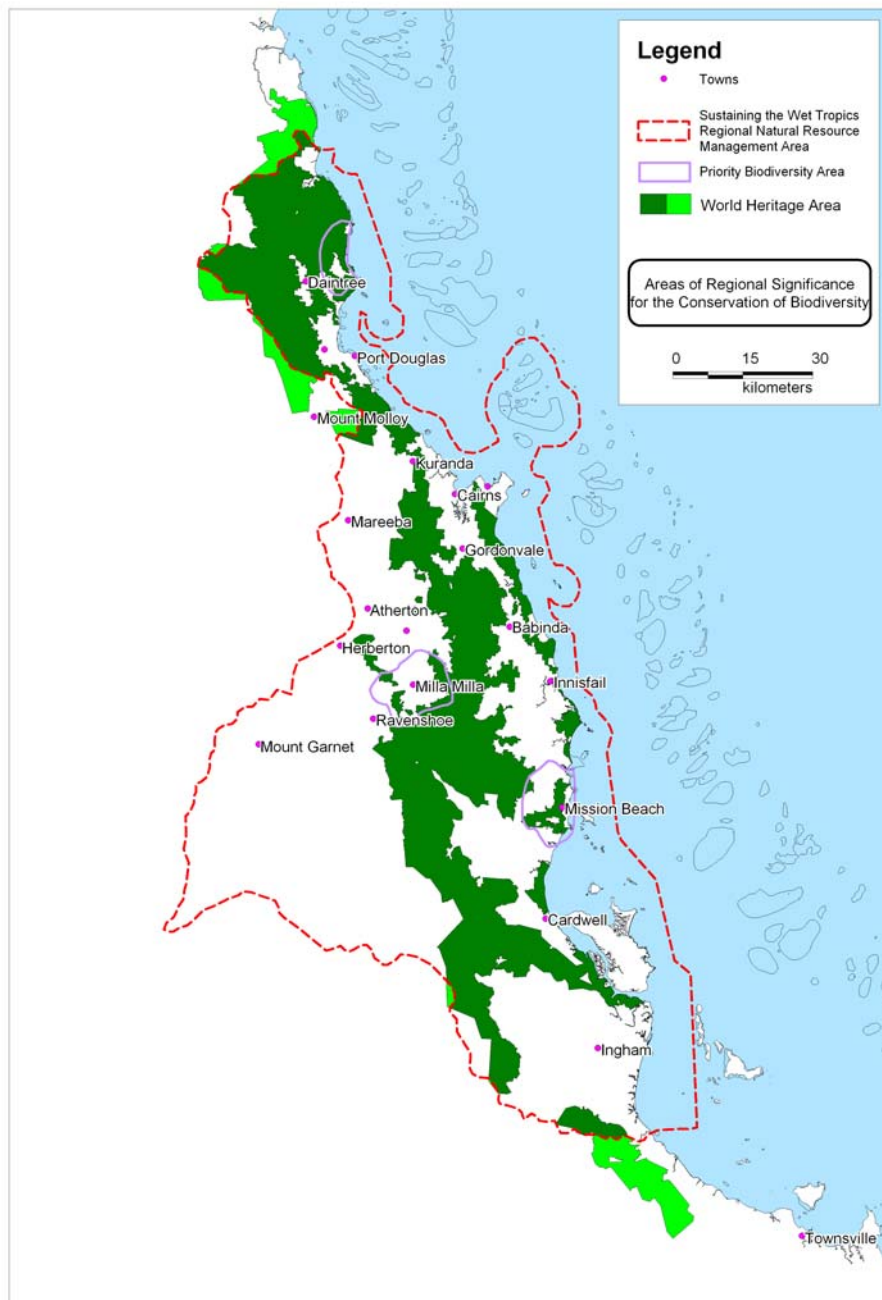 Legend
Towns
Sustaining the Wet Tropics
Regional Natural Resource
Management Area
Priority Biodiversity Area
World Heritage Area
Areas of Regional Significance
for the Conservation of Biodiversity
0 15 30
kilometers
Daintree
Port Douglas
Mount Molloy
Kuranda
Cairns
Mareeba
Gordonvale
Atherton
Babinda
Herberton
Milla Milla
Innisfail
Ravenshoe
Mount Garnet
Mission Beach
Cardwell
Ingham
Townsville